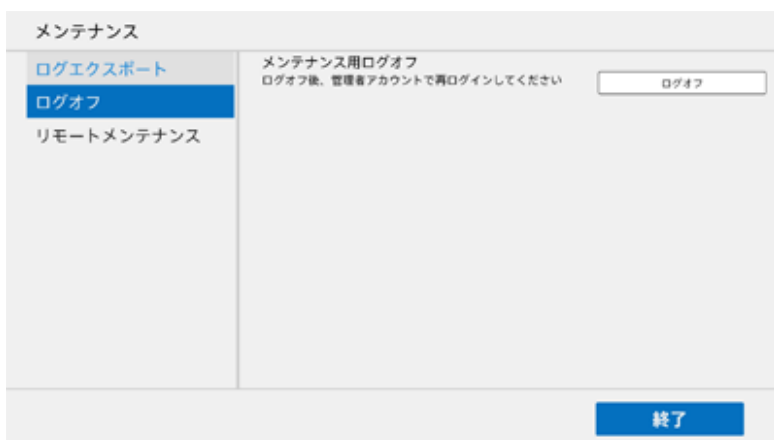 メンテナンス
ログエクスポート
ログオフ
リモートメンテナンス
メンテナンス用ログオフ
ログオフ後、管理者アカウントで再ログインしてください
ログオフ
終了